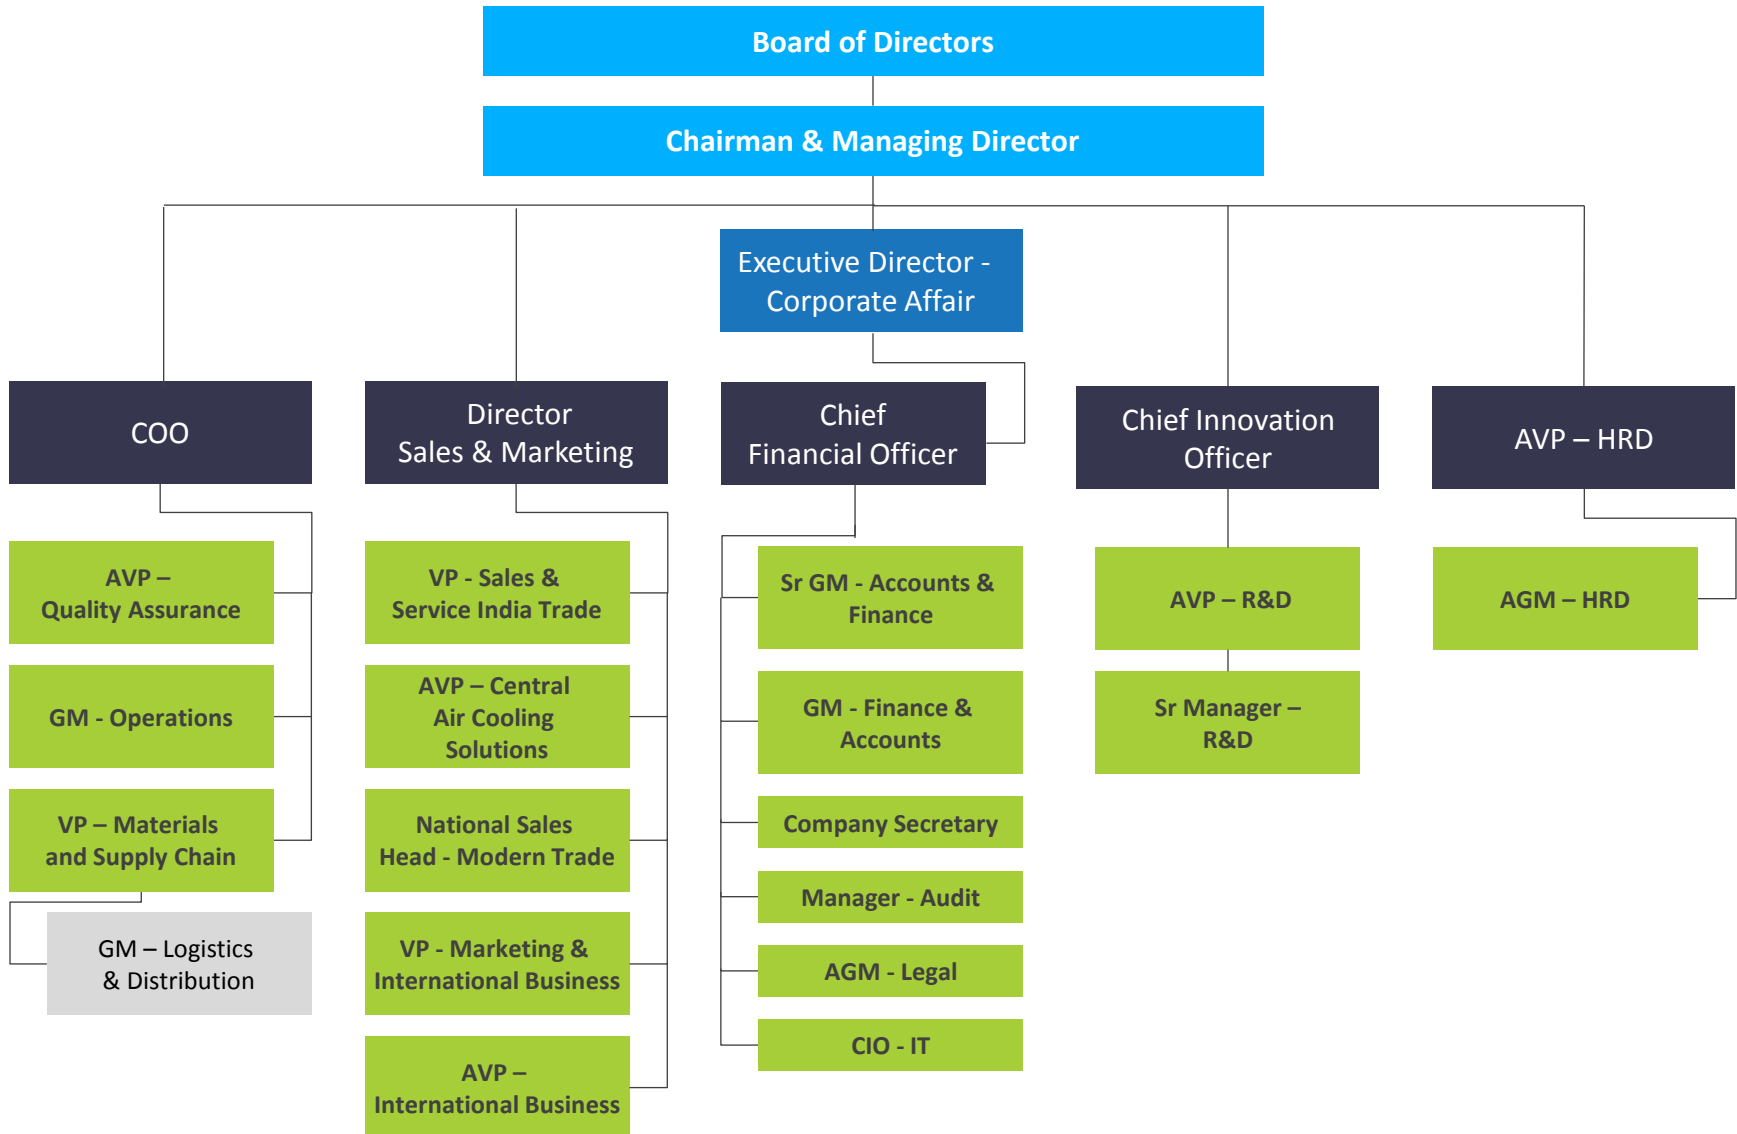 Board of Directors
Chairman & Managing Director
Executive Director -
Corporate Affair
COO
Director
Sales & Marketing
Chief
Financial Officer
Chief Innovation
Officer
AVP – HRD
AVP –
Quality Assurance
GM - Operations
VP – Materials
and Supply Chain
GM – Logistics
& Distribution
VP - Sales &
Service India Trade
AVP – Central
Air Cooling
Solutions
National Sales
Head - Modern Trade
VP - Marketing &
International Business
AVP –
International Business
Sr GM - Accounts &
Finance
GM - Finance &
Accounts
Company Secretary
Manager - Audit
AGM - Legal
CIO - IT
AVP – R&D
Sr Manager –
R&D
AGM – HRD